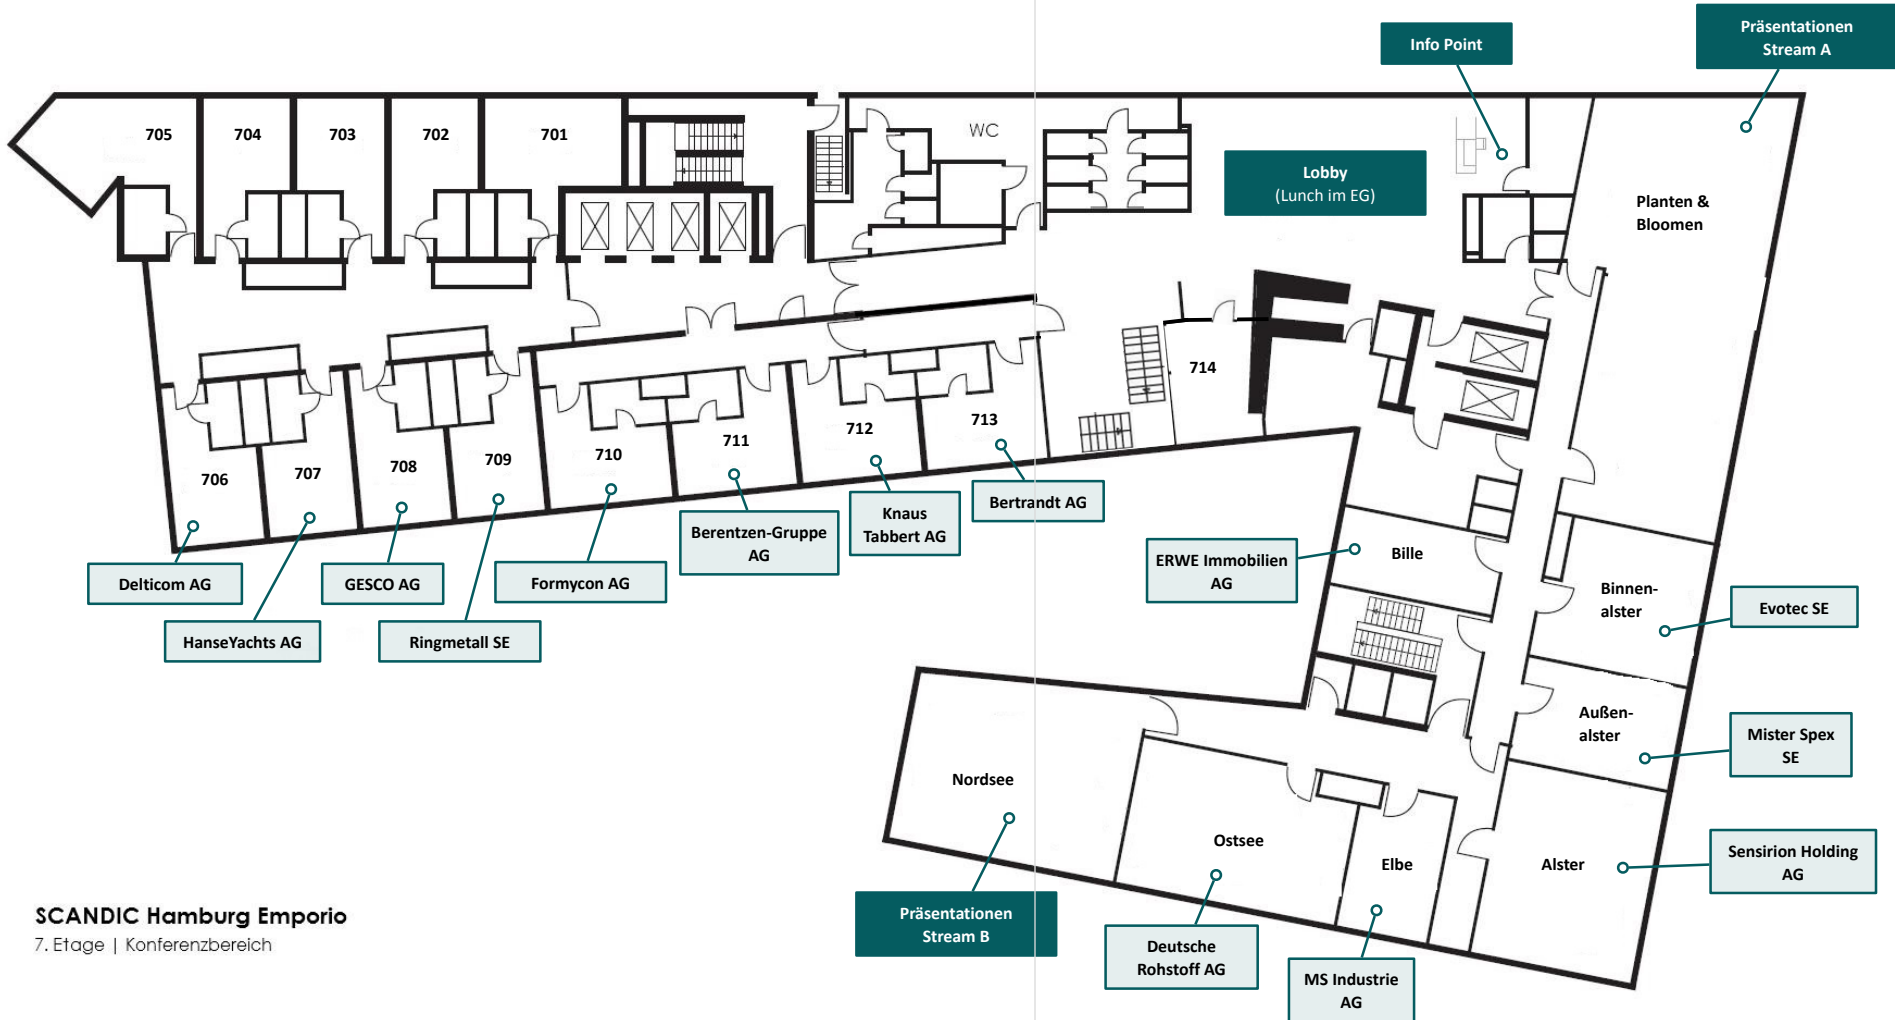 Präsentationen
Stream A
Info Point
705
704
703
702
701
WC
Lobby
(Lunch im EG)
Planten &
Bloomen
714
706
707
708
709
710
711
712
713
Delticom AG
HanseYachts AG
GESCO AG
Ringmetall SE
Formycon AG
Berentzen-Gruppe
AG
Knaus
Tabbert AG
Bertrandt AG
ERWE Immobilien
AG
Bille
Binnen-
alster
Evotec SE
Außen-
alster
Mister Spex
SE
Nordsee
Ostsee
Elbe
Alster
Sensirion Holding
AG
Präsentationen
Stream B
Deutsche
Rohstoff AG
MS Industrie
AG
SCANDIC Hamburg Emporio
7. Etage | Konferenzbereich